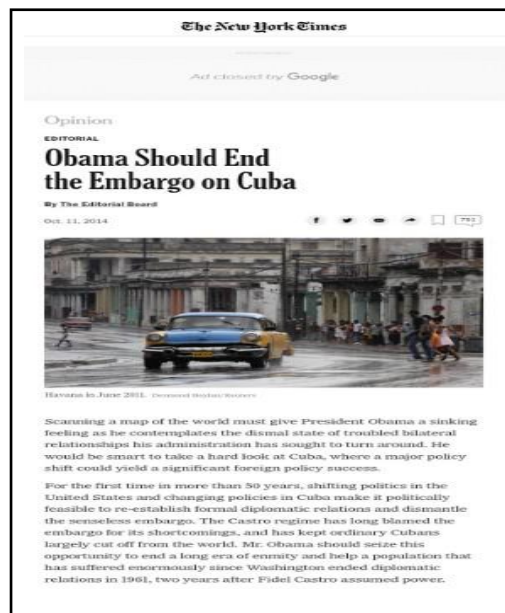 The New York Times
Ad closed by Google
Opinion
EDITORIAL
Obama Should End
the Embargo on Cuba
By The Editorial Board
Oct. 11, 2014
Havana in June 2011.
Scanning a map of the world must give President Obama a sinking
feeling as he contemplates the dismal state of troubled bilateral
relationships his administration has sought to turn around. He
would be smart to take a hard look at Cuba, where a major policy
shift could yield a significant foreign policy success.
For the first time in more than 50 years, shifting politics in the
United States and changing policies in Cuba make it politically
feasible to re-establish formal diplomatic relations and dismantle
the senseless embargo. The Castro regime has long blamed the
embargo for its shortcomings, and has kept ordinary Cubans
largely cut off from the world. Mr. Obama should seize this
opportunity to end a long era of enmity and help a population that
has suffered enormously since Washington ended diplomatic
relations in 1961, two years after Fidel Castro assumed power.